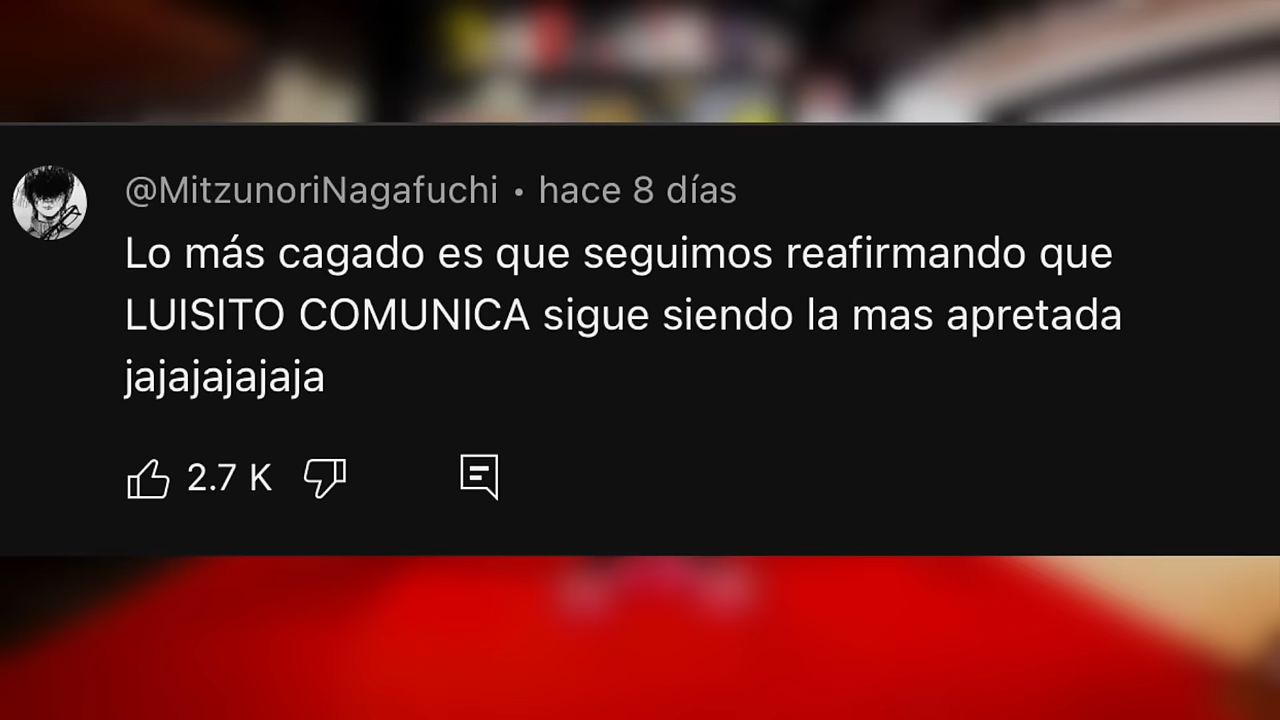 @MitzunoriNagafuchi • hace 8 días
Lo más cagado es que seguimos reafirmando que
LUISITO COMUNICA sigue siendo la mas apretada
jajajajajaja
2.7 K